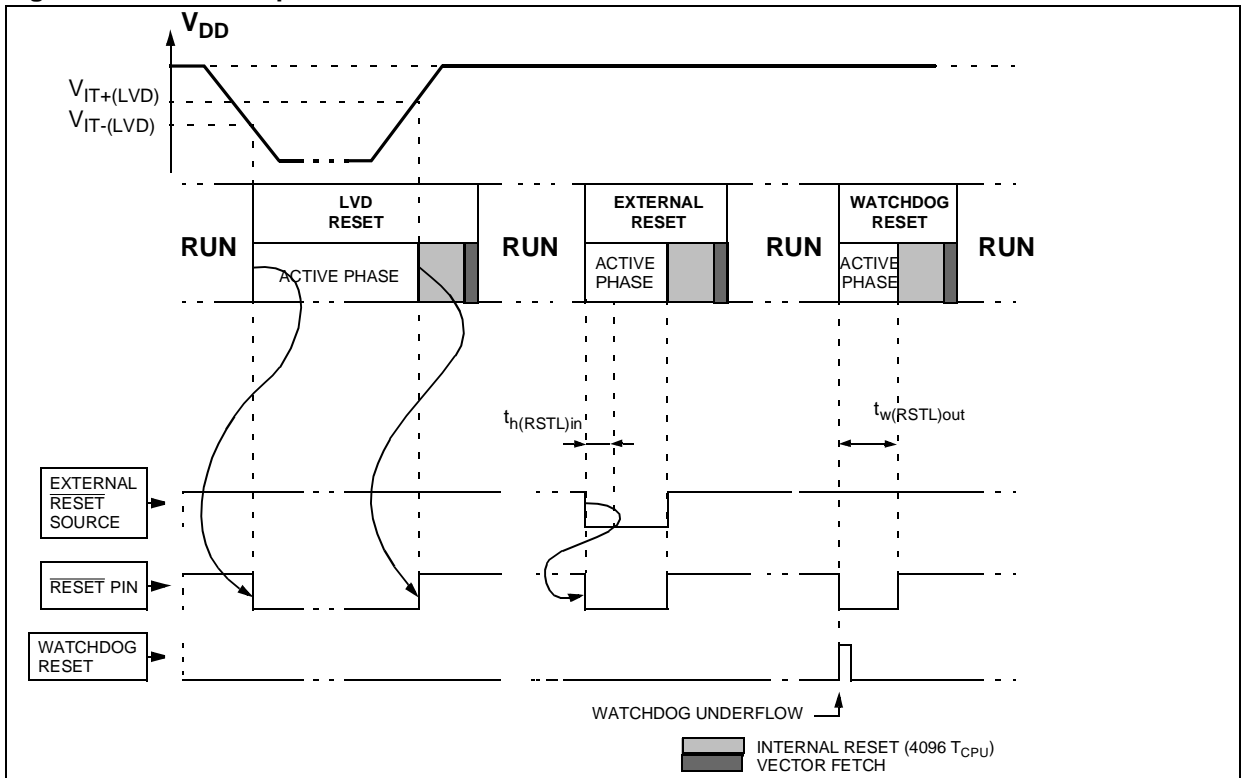 V_DD
V_IT+(LVD)
V_IT-(LVD)
LVD
RESET
EXTERNAL
RESET
WATCHDOG
RESET
RUN
RUN
RUN
RUN
ACTIVE PHASE
ACTIVE
PHASE
ACTIVE
PHASE
t_h(RSTL)in
t_w(RSTL)out
EXTERNAL
RESET
SOURCE
RESET PIN
WATCHDOG
RESET
WATCHDOG UNDERFLOW
INTERNAL RESET (4096 T_CPU)
VECTOR FETCH